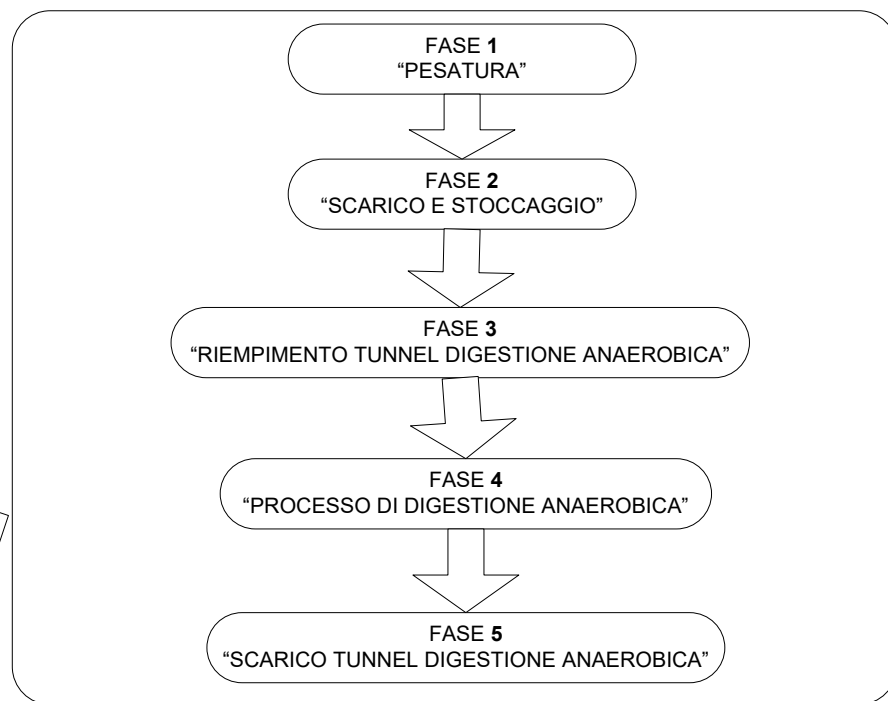 FASE 1
“PESATURA”
FASE 2
“SCARICO E STOCCAGGIO”
FASE 3
“RIEMPIMENTO TUNNEL DIGESTIONE ANAEROBICA”
FASE 4
“PROCESSO DI DIGESTIONE ANAEROBICA”
FASE 5
“SCARICO TUNNEL DIGESTIONE ANAEROBICA”